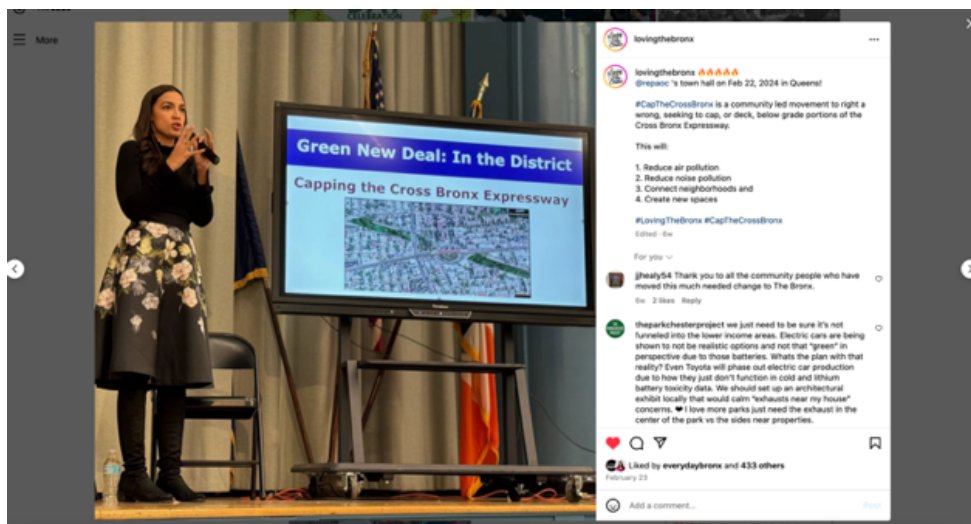 CELEBRATION
More
Green New Deal: In the District
Capping the Cross Bronx Expressway
lovingthebronx
lovingthebronx 🔥🔥🔥🔥🔥
@repaoc 's town hall on Feb 22, 2024 in Queens!
#CapTheCrossBronx is a community led movement to right a
wrong, seeking to cap, or deck, below grade portions of the
Cross Bronx Expressway.
This will:
1. Reduce air pollution
2. Reduce noise pollution
3. Connect neighborhoods and
4. Create new spaces
#LovingTheBronx #CapTheCrossBronx
Edited · 6w
For you
jjhealy54 Thank you to all the community people who have
moved this much needed change to The Bronx.
6w 2 likes Reply
theparkchesterproject we just need to be sure it's not
funneled into the lower income areas. Electric cars are being
shown to not be realistic options and not that "green" in
perspective due to those batteries. Whats the plan with that
reality? Even Toyota will phase out electric car production
due to how they just don't function in cold and lithium
battery toxicity data. We should set up an architectural
exhibit locally that would calm "exhausts near my house"
concerns. ❤ I love more parks just need the exhaust in the
center of the park vs the sides near properties.
Liked by everydaybronx and 433 others
February 23
Add a comment...
Post